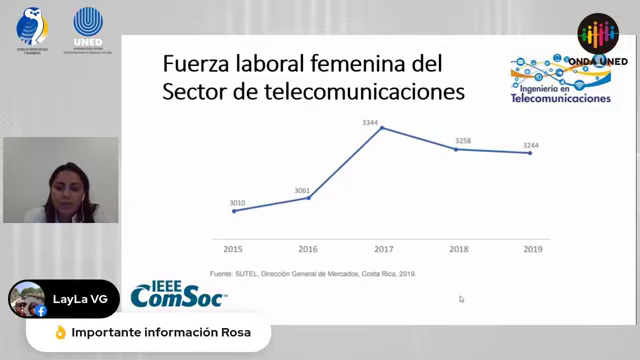 UNED
ONDA UNED
Fuerza laboral femenina del
Sector de telecomunicaciones
Ingeniería en
Telecomunicaciones
3344
3258
3244
3061
3010
2015 2016 2017 2018 2019
Fuente: SUTEL, Dirección General de Mercados, Costa Rica, 2019.
IEEE
ComSoc™
LayLa VG
👌 Importante información Rosa